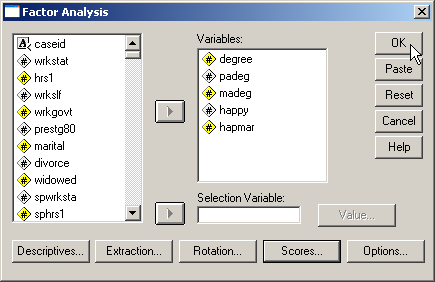 Factor Analysis
caseid
wrkstat
hrs1
wrkslf
wrkgovt
prestg80
marital
divorce
widowed
spwrksta
sphrs1
Variables:
degree
padeg
madeg
happy
hapmar
Selection Variable:
Value...
OK
Paste
Reset
Cancel
Help
Descriptives...
Extraction...
Rotation...
Scores...
Options...